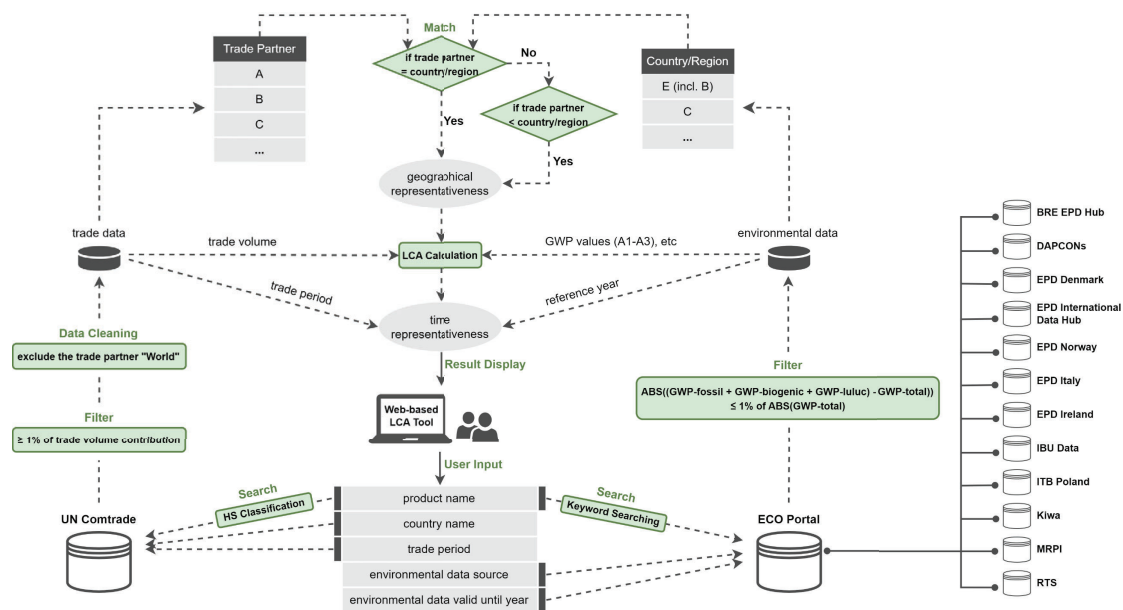 Match
Trade Partner
A
B
C
...
if trade partner
= country/region
No
Country/Region
E (incl. B)
C
...
if trade partner
< country/region
Yes
Yes
geographical
representativeness
trade data
trade volume
LCA Calculation
GWP values (A1-A3), etc
environmental data
trade period
reference year
time
representativeness
Data Cleaning
exclude the trade partner "World"
Result Display
Filter
ABS((GWP-fossil + GWP-biogenic + GWP-luluc) - GWP-total))
≤ 1% of ABS(GWP-total)
Filter
≥ 1% of trade volume contribution
Web-based
LCA Tool
User Input
Search
HS Classification
product name
country name
trade period
environmental data source
environmental data valid until year
Search
Keyword Searching
UN Comtrade
ECO Portal
BRE EPD Hub
DAPCONs
EPD Denmark
EPD International
Data Hub
EPD Norway
EPD Italy
EPD Ireland
IBU Data
ITB Poland
Kiwa
MRPI
RTS